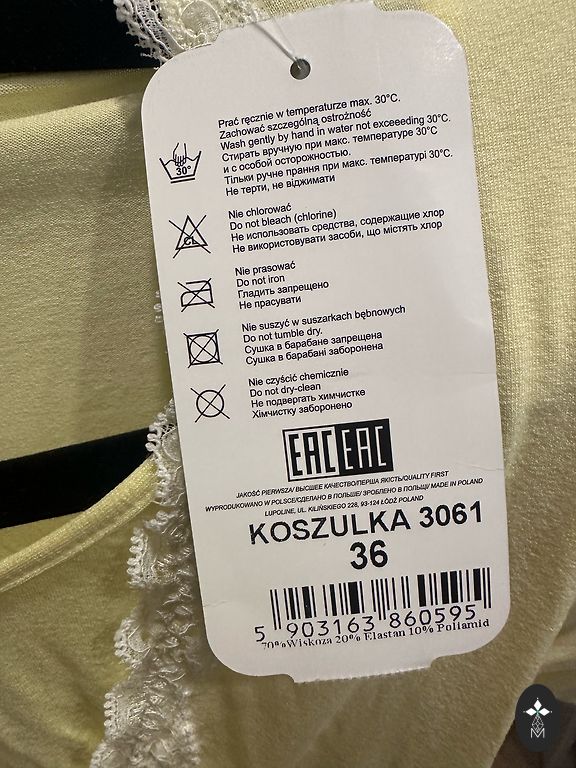 Prać ręcznie w temperaturze max. 30°C.
Zachować szczególną ostrożność
Wash gently by hand in water not exceeeding 30°C.
Стирать вручную при макс. температуре 30°C
и с особой осторожностью.
Тільки ручне прання при макс. температурі 30°C.
Не терти, не віджимати
30°
Nie chlorować
Do not bleach (chlorine)
Не использовать средства, содержащие хлор
Не використовувати засоби, що містять хлор
CL
Nie prasować
Do not iron
Гладить запрещено
Не прасувати
Nie suszyć w suszarkach bębnowych
Do not tumble dry.
Сушка в барабане запрещена
Сушка в барабані заборонена
Nie czyścić chemicznie
Do not dry-clean
Не подвергать химчистке
Хімчистку заборонено
EAC EAC
JAKOŚĆ PIERWSZA/ ВЫСШЕЕ КАЧЕСТВО/ПЕРША ЯКІСТЬ/QUALITY FIRST
WYPRODUKOWANO W POLSCE/СДЕЛАНО В ПОЛЬШЕ/ ЗРОБЛЕНО В ПОЛЬЩІ/ MADE IN POLAND
LUPOLINE, UL. KILIŃSKIEGO 228, 93-124 ŁÓDŹ POLAND
KOSZULKA 3061
36
5 903163 860595
70%Wiskoza 20% Elastan 10% Poliamid
M